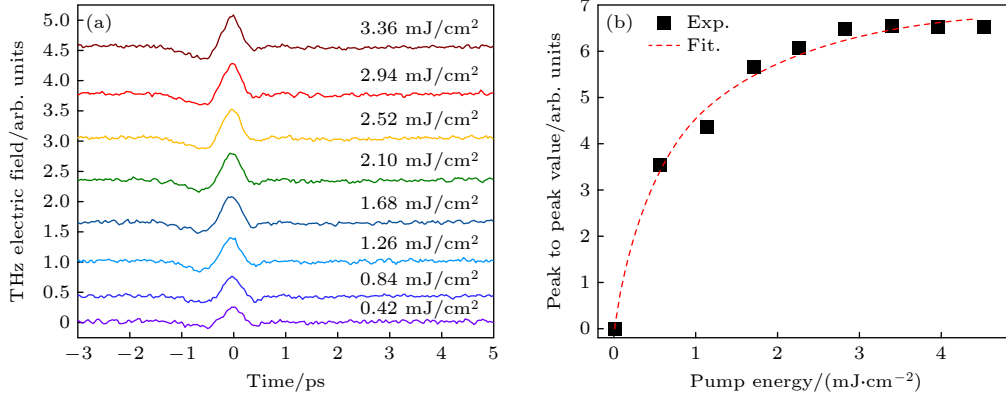 (a)
3.36 mJ/cm²
2.94 mJ/cm²
2.52 mJ/cm²
2.10 mJ/cm²
1.68 mJ/cm²
1.26 mJ/cm²
0.84 mJ/cm²
0.42 mJ/cm²
5.0
4.5
4.0
3.5
3.0
2.5
2.0
1.5
1.0
0.5
0
THz electric field/arb. units
−3 −2 −1 0 1 2 3 4 5
Time/ps
(b)
Exp.
Fit.
7
6
5
4
3
2
1
0
Peak to peak value/arb. units
0 1 2 3 4
Pump energy/(mJ·cm⁻²)